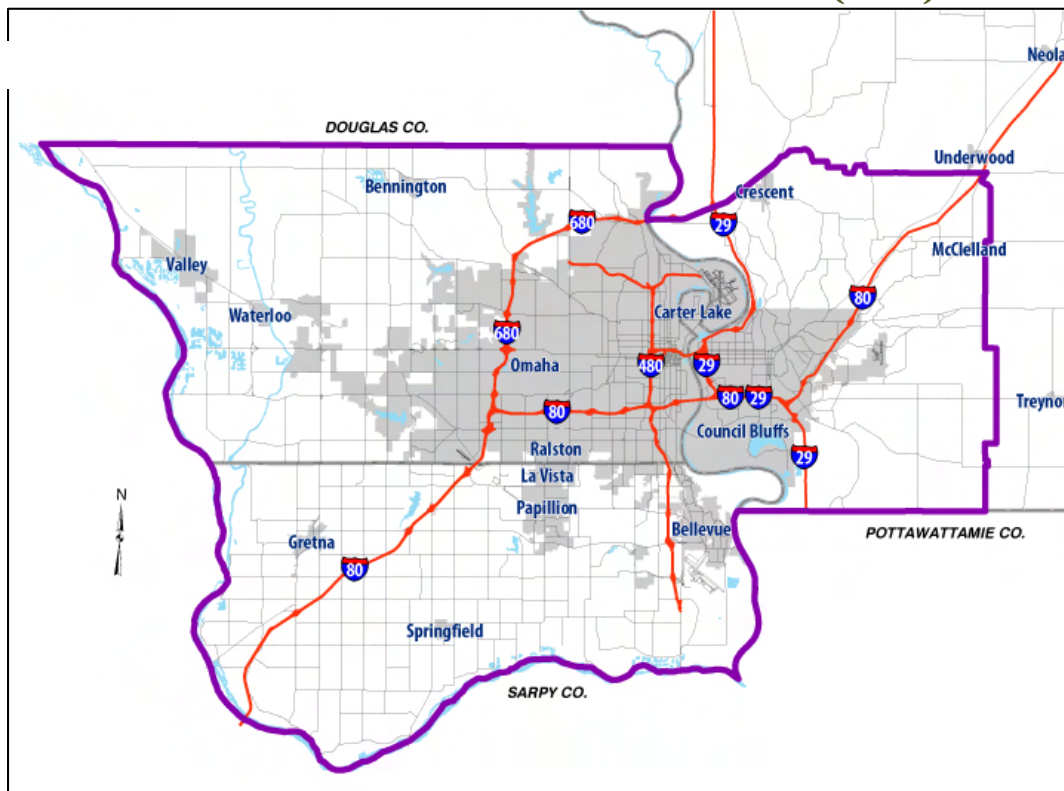 Neola
DOUGLAS CO.
Underwood
Bennington
Crescent
680
29
McClelland
Valley
80
Waterloo
Carter Lake
680
Omaha
480
29
80
29
80
Treynor
Council Bluffs
Ralston
29
La Vista
N
Papillion
Bellevue
POTTAWATTAMIE CO.
Gretna
80
Springfield
SARPY CO.